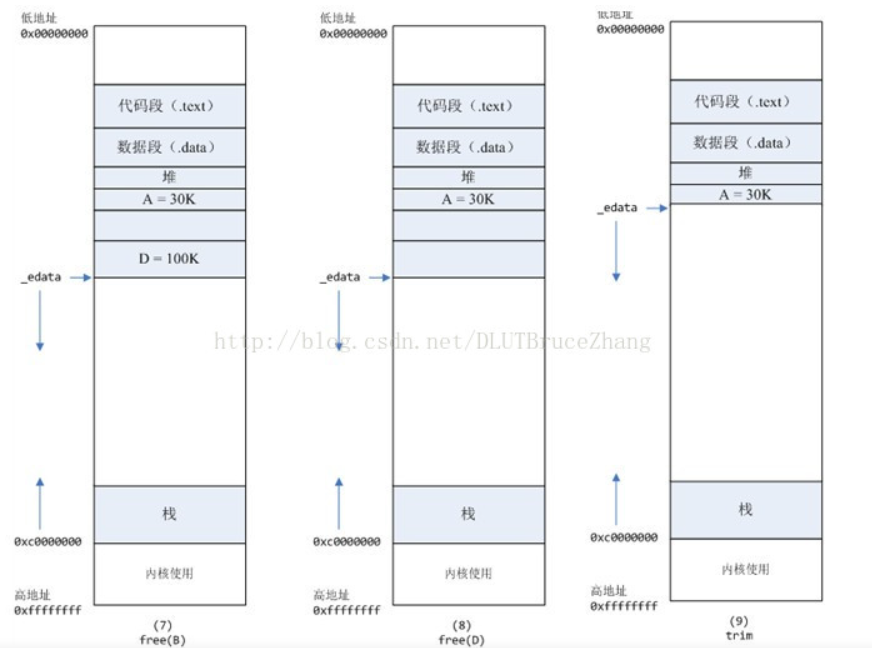 低地址
0x00000000
代码段（.text）
数据段（.data）
堆
A = 30K
D = 100K
_edata
栈
0xc0000000
内核使用
高地址
0xffffffff
(7)
free(B)
低地址
0x00000000
代码段（.text）
数据段（.data）
堆
A = 30K
_edata
栈
0xc0000000
内核使用
高地址
0xffffffff
(8)
free(D)
低地址
0x00000000
代码段（.text）
数据段（.data）
堆
A = 30K
_edata
栈
0xc0000000
内核使用
高地址
0xffffffff
(9)
trim
http://blog.csdn.net/DLUTBruceZhang